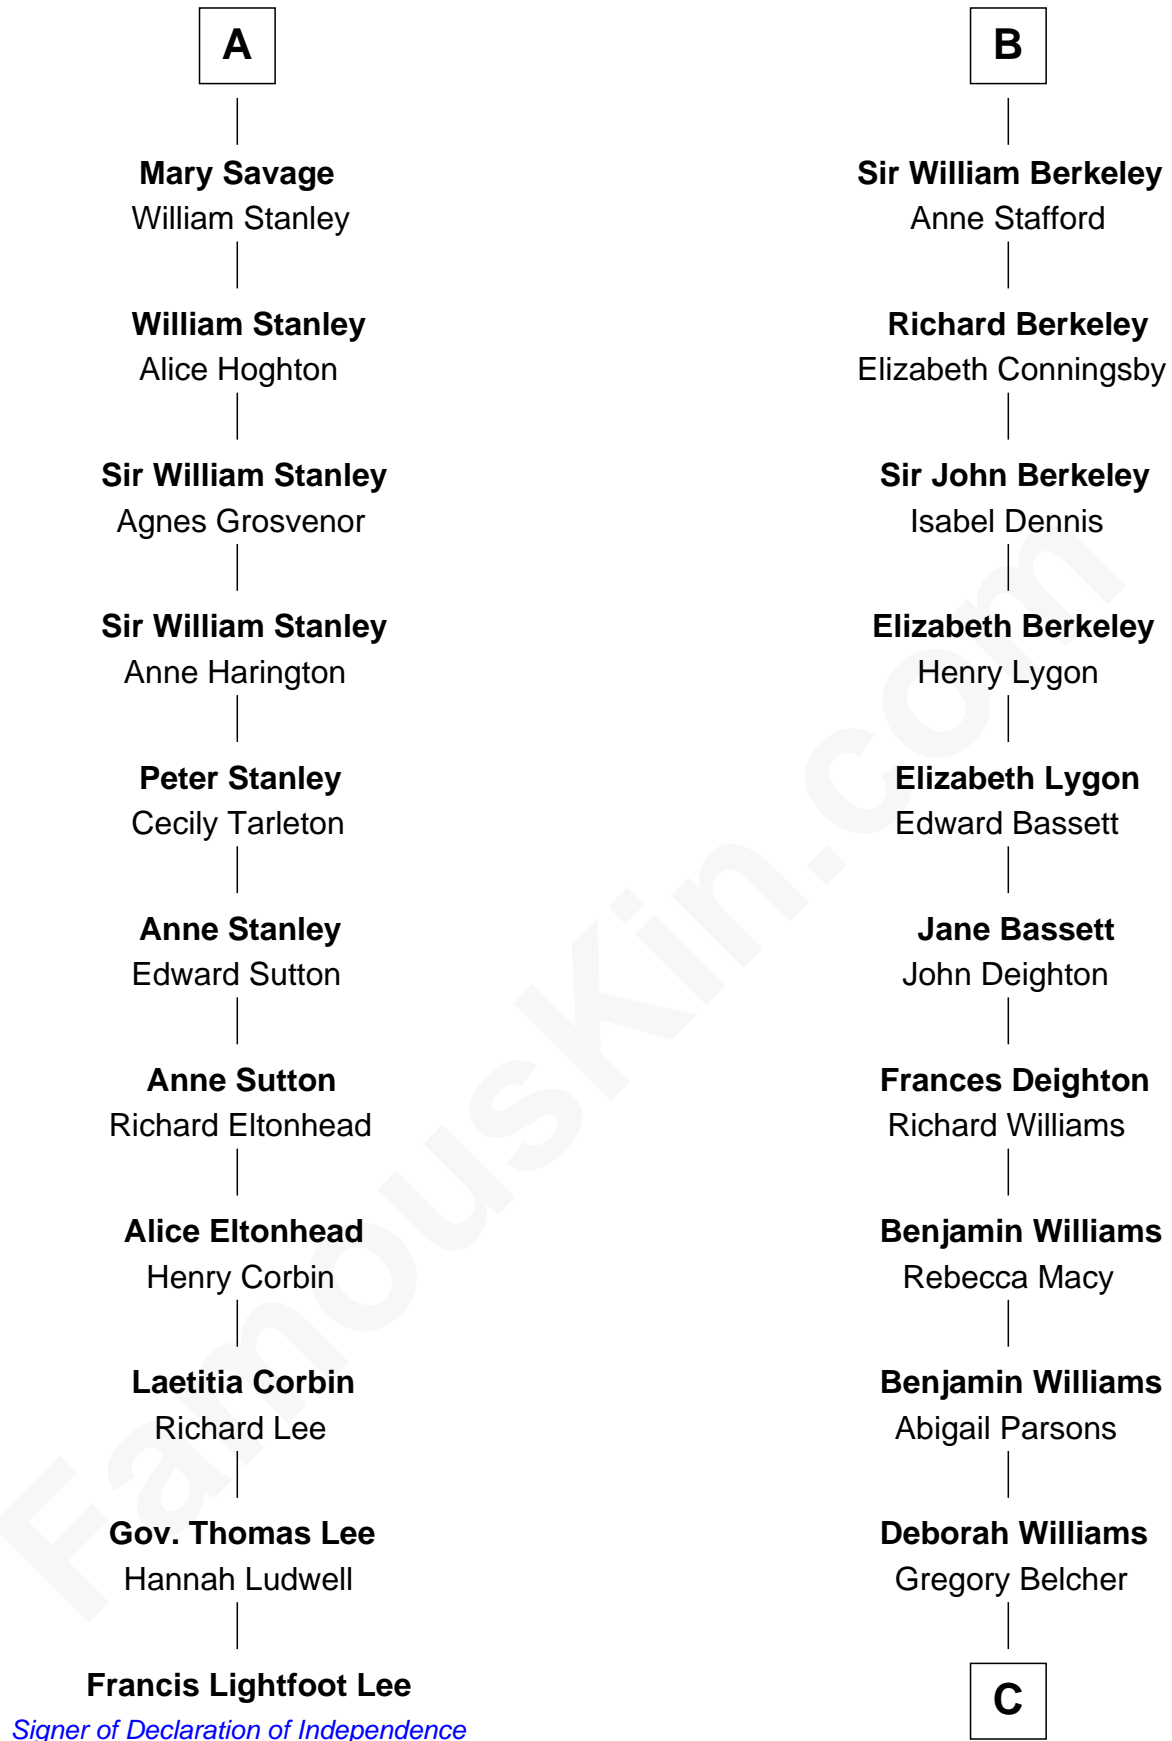 A
Mary Savage
William Stanley
William Stanley
Alice Hoghton
Sir William Stanley
Agnes Grosvenor
Sir William Stanley
Anne Harington
Peter Stanley
Cecily Tarleton
Anne Stanley
Edward Sutton
Anne Sutton
Richard Eltonhead
Alice Eltonhead
Henry Corbin
Laetitia Corbin
Richard Lee
Gov. Thomas Lee
Hannah Ludwell
Francis Lightfoot Lee
Signer of Declaration of Independence
B
Sir William Berkeley
Anne Stafford
Richard Berkeley
Elizabeth Conningsby
Sir John Berkeley
Isabel Dennis
Elizabeth Berkeley
Henry Lygon
Elizabeth Lygon
Edward Bassett
Jane Bassett
John Deighton
Frances Deighton
Richard Williams
Benjamin Williams
Rebecca Macy
Benjamin Williams
Abigail Parsons
Deborah Williams
Gregory Belcher
C
FamousKin.com